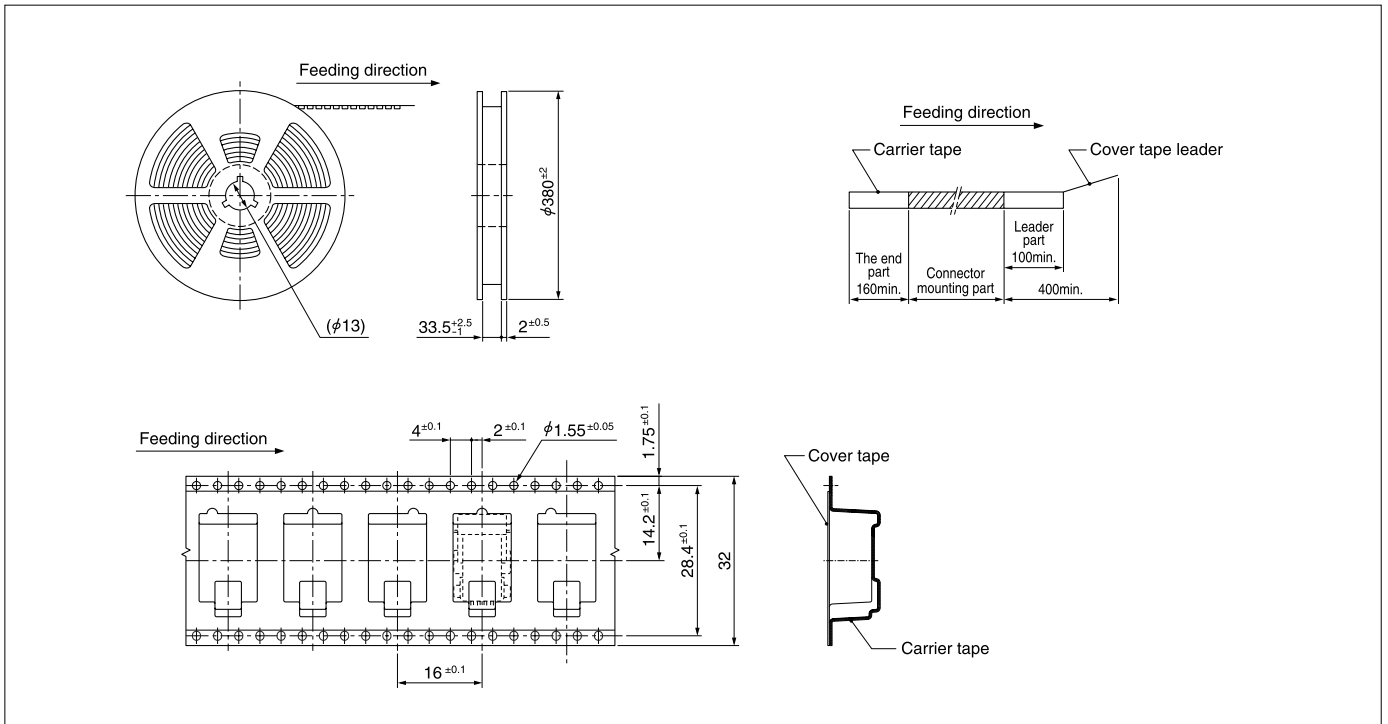 Feeding direction
φ380±2
(φ13)
33.5+2.5-1
2±0.5
Feeding direction
Carrier tape
Cover tape leader
Leader
part
100min.
The end
part
160min.
Connector
mounting part
400min.
Feeding direction
4±0.1
2±0.1
φ1.55±0.05
1.75±0.1
14.2±0.1
28.4±0.1
32
16±0.1
Cover tape
Carrier tape